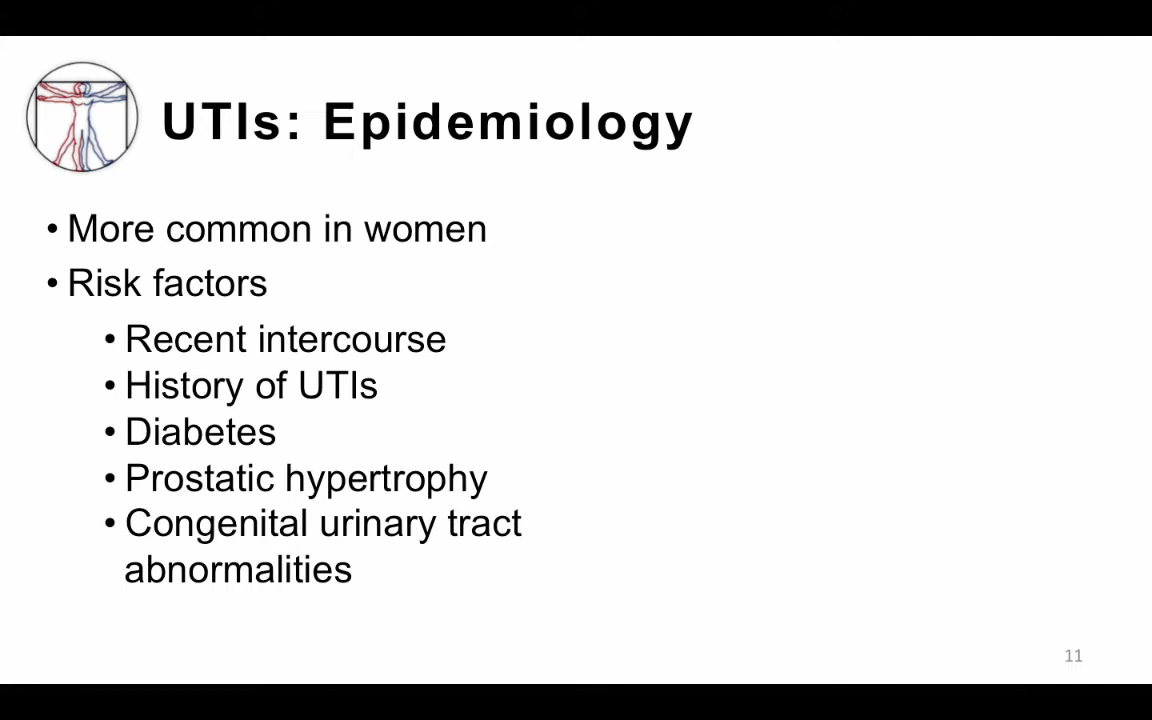 UTIs: Epidemiology
• More common in women
• Risk factors
• Recent intercourse
• History of UTIs
• Diabetes
• Prostatic hypertrophy
• Congenital urinary tract
abnormalities
11